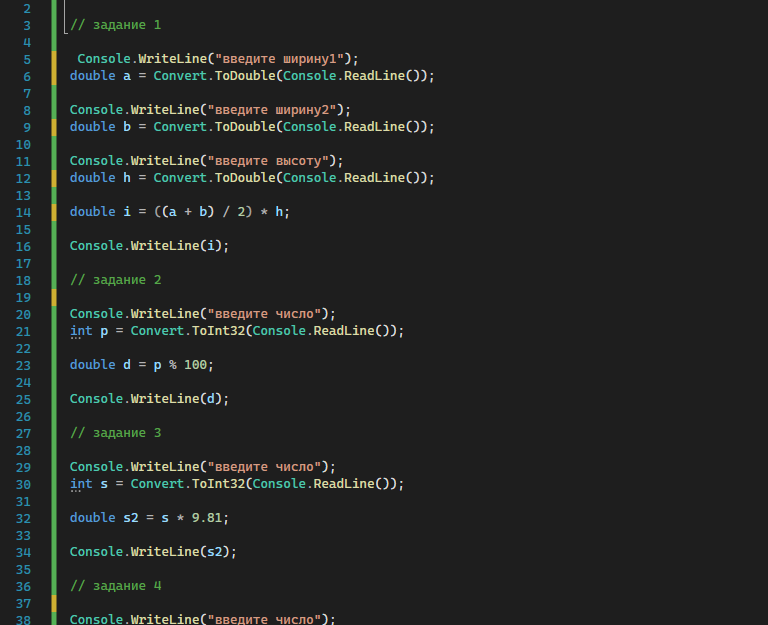 2
3 // задание 1
4
5 Console.WriteLine("введите ширину1");
6 double a = Convert.ToDouble(Console.ReadLine());
7
8 Console.WriteLine("введите ширину2");
9 double b = Convert.ToDouble(Console.ReadLine());
10
11 Console.WriteLine("введите высоту");
12 double h = Convert.ToDouble(Console.ReadLine());
13
14 double i = ((a + b) / 2) * h;
15
16 Console.WriteLine(i);
17
18 // задание 2
19
20 Console.WriteLine("введите число");
21 int p = Convert.ToInt32(Console.ReadLine());
22
23 double d = p % 100;
24
25 Console.WriteLine(d);
26
27 // задание 3
28
29 Console.WriteLine("введите число");
30 int s = Convert.ToInt32(Console.ReadLine());
31
32 double s2 = s * 9.81;
33
34 Console.WriteLine(s2);
35
36 // задание 4
37
38 Console.WriteLine("введите число");